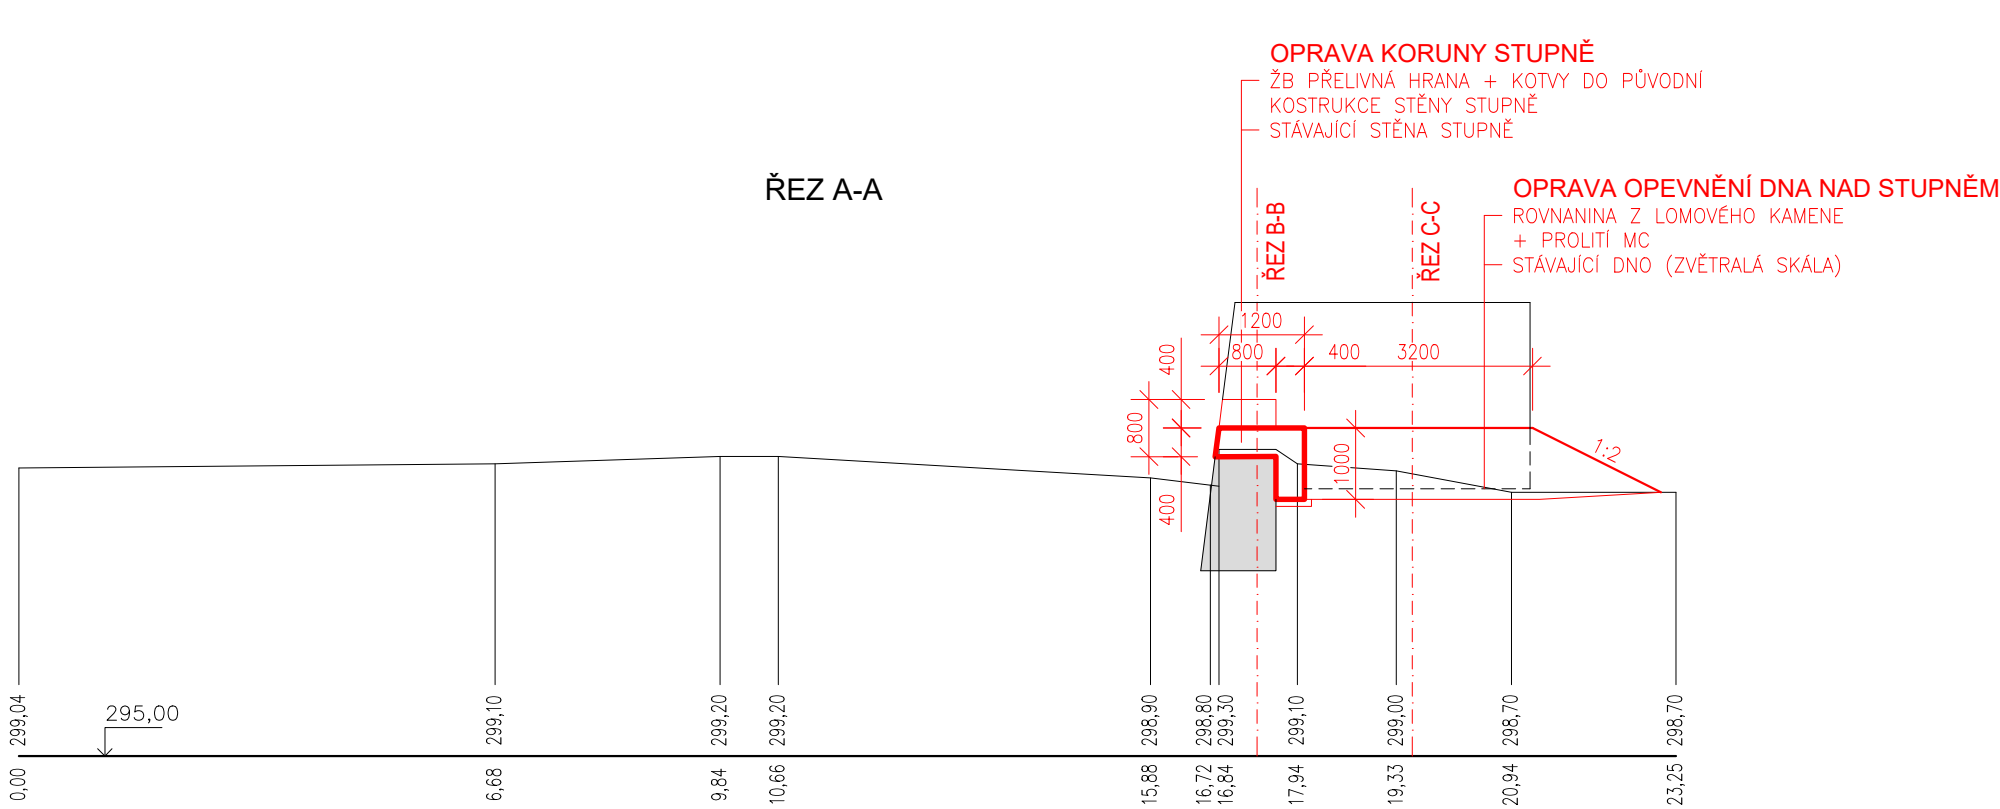 OPRAVA KORUNY STUPNĚ
ŽB PŘELIVNÁ HRANA + KOTVY DO PŮVODNÍ
KOSTRUKCE STĚNY STUPNĚ
STÁVAJÍCÍ STĚNA STUPNĚ
ŘEZ A-A
OPRAVA OPEVNĚNÍ DNA NAD STUPNĚM
ROVNANINA Z LOMOVÉHO KAMENE
+ PROLITÍ MC
STÁVAJÍCÍ DNO (ZVĚTRALÁ SKÁLA)
ŘEZ B-B
ŘEZ C-C
1200
800
400
3200
400
800
400
1000
1:2
295,00
299,04
299,10
299,20
299,20
298,90
298,80
299,30
299,10
299,00
298,70
298,70
0,00
6,68
9,84
10,66
15,88
16,72
16,84
17,94
19,33
20,94
23,25